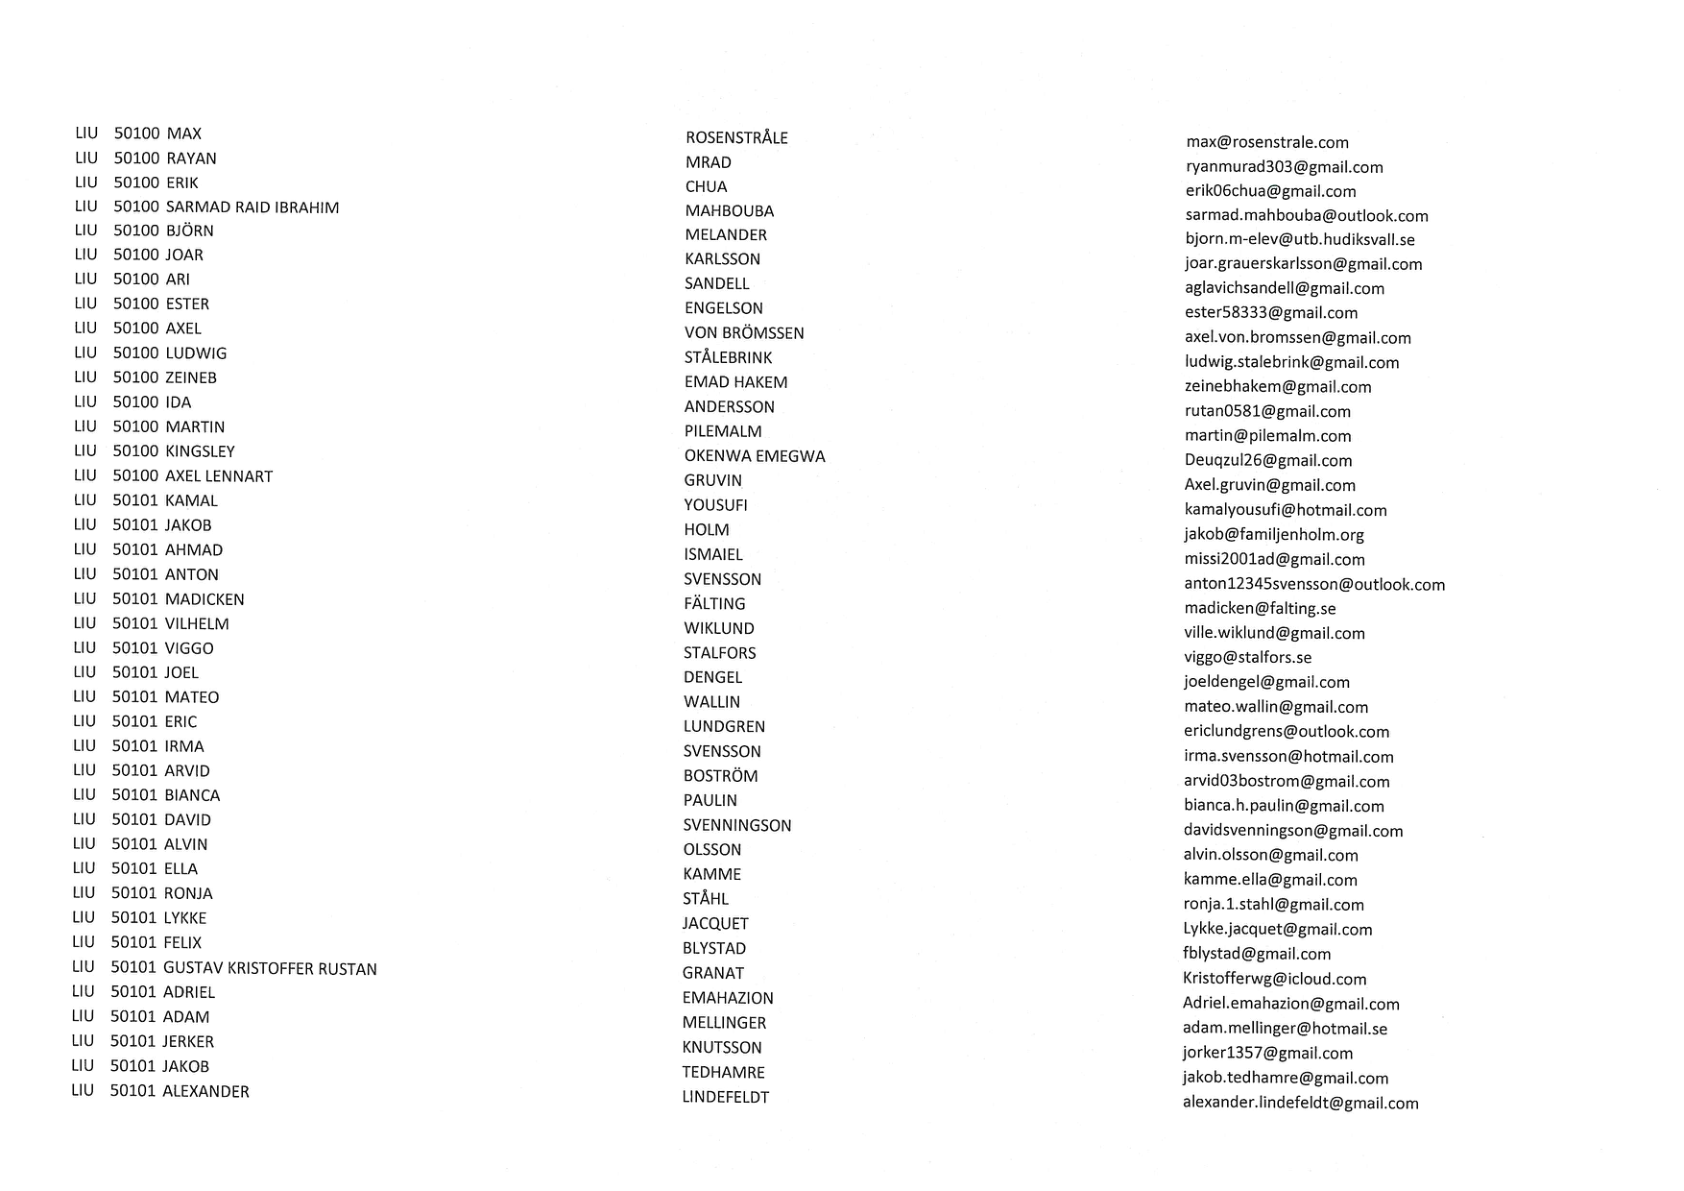 LIU 50100 MAX ROSENSTRÅLE max@rosenstrale.com
LIU 50100 RAYAN MRAD ryanmurad303@gmail.com
LIU 50100 ERIK CHUA erik06chua@gmail.com
LIU 50100 SARMAD RAID IBRAHIM MAHBOUBA sarmad.mahbouba@outlook.com
LIU 50100 BJÖRN MELANDER bjorn.m-elev@utb.hudiksvall.se
LIU 50100 JOAR KARLSSON joar.grauerskarlsson@gmail.com
LIU 50100 ARI SANDELL aglavichsandell@gmail.com
LIU 50100 ESTER ENGELSON ester58333@gmail.com
LIU 50100 AXEL VON BRÖMSSEN axel.von.bromssen@gmail.com
LIU 50100 LUDWIG STÅLEBRINK ludwig.stalebrink@gmail.com
LIU 50100 ZEINEB EMAD HAKEM zeinebhakem@gmail.com
LIU 50100 IDA ANDERSSON rutan0581@gmail.com
LIU 50100 MARTIN PILEMALM martin@pilemalm.com
LIU 50100 KINGSLEY OKENWA EMEGWA Deuqzul26@gmail.com
LIU 50100 AXEL LENNART GRUVIN Axel.gruvin@gmail.com
LIU 50101 KAMAL YOUSUFI kamalyousufi@hotmail.com
LIU 50101 JAKOB HOLM jakob@familjenholm.org
LIU 50101 AHMAD ISMAIEL missi2001ad@gmail.com
LIU 50101 ANTON SVENSSON anton12345svensson@outlook.com
LIU 50101 MADICKEN FÄLTING madicken@falting.se
LIU 50101 VILHELM WIKLUND ville.wiklund@gmail.com
LIU 50101 VIGGO STALFORS viggo@stalfors.se
LIU 50101 JOEL DENGEL joeldengel@gmail.com
LIU 50101 MATEO WALLIN mateo.wallin@gmail.com
LIU 50101 ERIC LUNDGREN ericlundgrens@outlook.com
LIU 50101 IRMA SVENSSON irma.svensson@hotmail.com
LIU 50101 ARVID BOSTRÖM arvid03bostrom@gmail.com
LIU 50101 BIANCA PAULIN bianca.h.paulin@gmail.com
LIU 50101 DAVID SVENNINGSON davidsvenningson@gmail.com
LIU 50101 ALVIN OLSSON alvin.olsson@gmail.com
LIU 50101 ELLA KAMME kamme.ella@gmail.com
LIU 50101 RONJA STÅHL ronja.1.stahl@gmail.com
LIU 50101 LYKKE JACQUET Lykke.jacquet@gmail.com
LIU 50101 FELIX BLYSTAD fblystad@gmail.com
LIU 50101 GUSTAV KRISTOFFER RUSTAN GRANAT Kristofferwg@icloud.com
LIU 50101 ADRIEL EMAHAZION Adriel.emahazion@gmail.com
LIU 50101 ADAM MELLINGER adam.mellinger@hotmail.se
LIU 50101 JERKER KNUTSSON jorker1357@gmail.com
LIU 50101 JAKOB TEDHAMRE jakob.tedhamre@gmail.com
LIU 50101 ALEXANDER LINDEFELDT alexander.lindefeldt@gmail.com